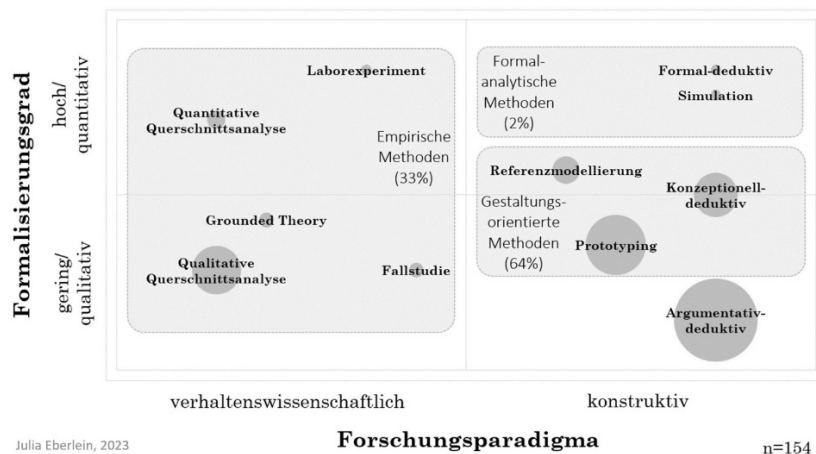 Formalisierungsgrad
hoch/
quantitativ
gering/
qualitativ
Laborexperiment
Quantitative
Querschnittsanalyse
Empirische
Methoden
(33%)
Grounded Theory
Qualitative
Querschnittsanalyse
Fallstudie
Formal-
analytische
Methoden
(2%)
Formal-deduktiv
Simulation
Referenzmodellierung
Konzeptionell-
deduktiv
Gestaltungs-
orientierte
Methoden
(64%)
Prototyping
Argumentativ-
deduktiv
verhaltenswissenschaftlich
konstruktiv
Julia Eberlein, 2023
Forschungsparadigma
n=154